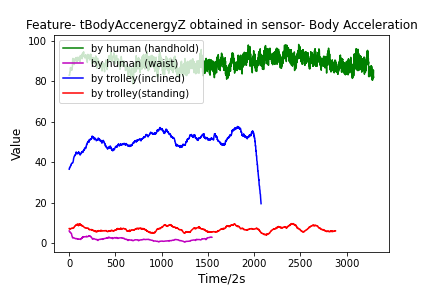 Feature- tBodyAccenergyZ obtained in sensor- Body Acceleration
by human (handhold)
by human (waist)
by trolley(inclined)
by trolley(standing)
100
80
60
40
20
0
Value
0 500 1000 1500 2000 2500 3000
Time/2s